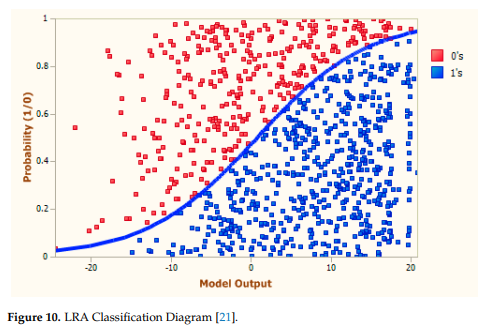 1
0's
1's
0.8
0.6
0.4
0.2
0
Probability (1/0)
-20 -10 0 10 20
Model Output
Figure 10. LRA Classification Diagram [21].